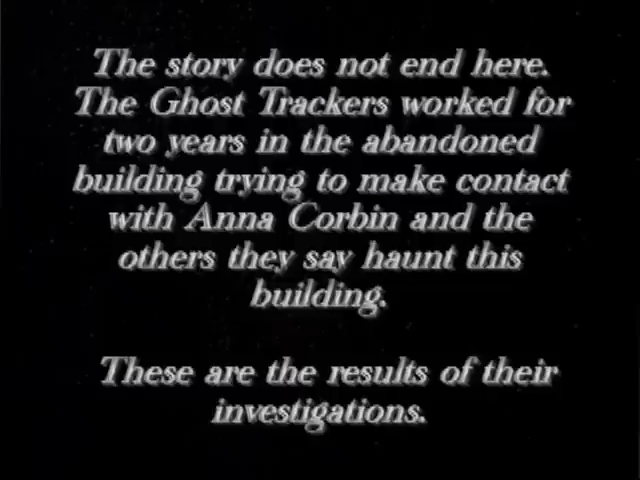 The story does not end here.
The Ghost Trackers worked for
two years in the abandoned
building trying to make contact
with Anna Corbin and the
others they say haunt this
building.
These are the results of their
investigations.